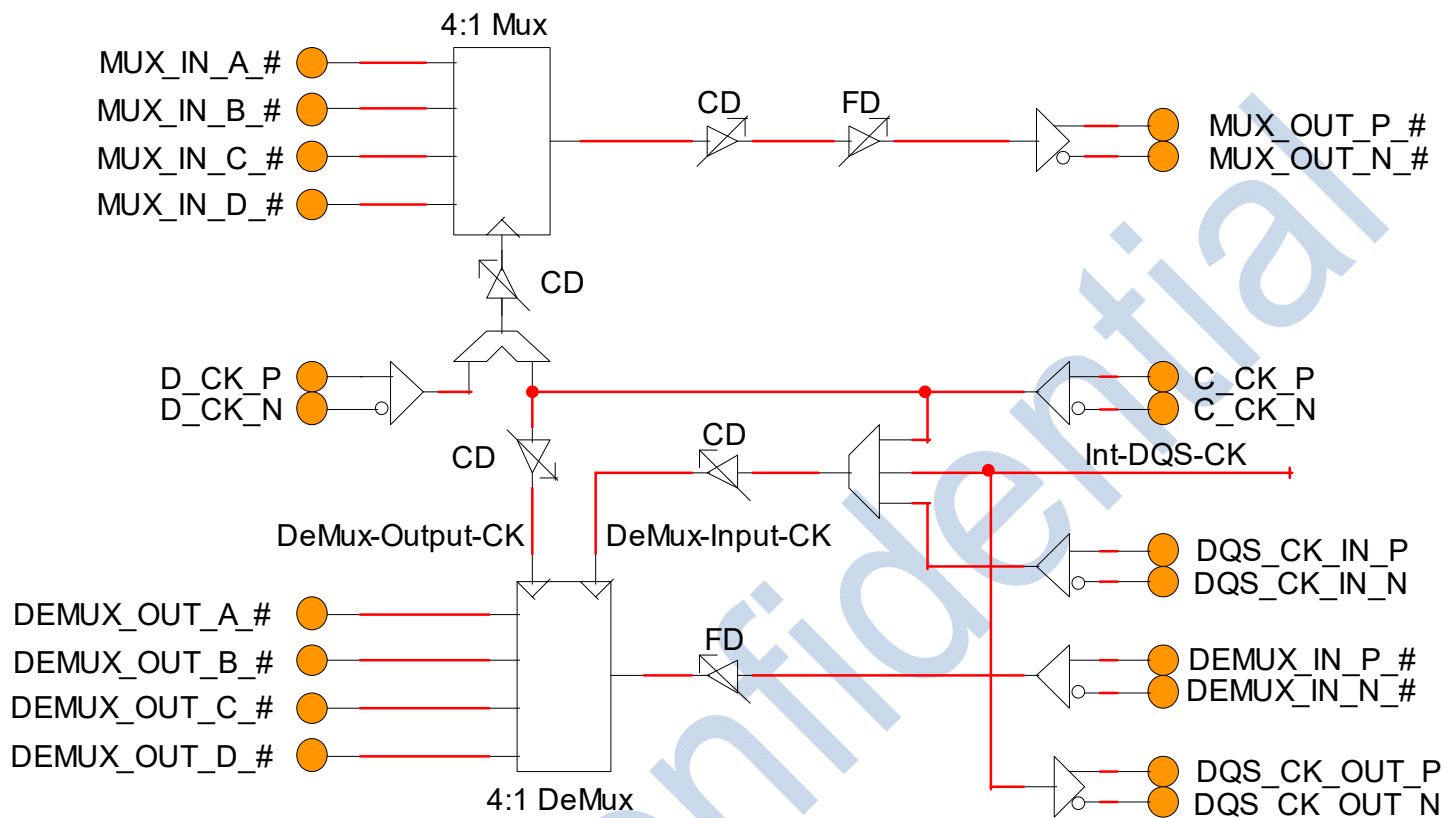 4:1 Mux
MUX_IN_A_#
MUX_IN_B_#
MUX_IN_C_#
MUX_IN_D_#
CD
FD
MUX_OUT_P_#
MUX_OUT_N_#
CD
D_CK_P
D_CK_N
C_CK_P
C_CK_N
CD
CD
Int-DQS-CK
DeMux-Output-CK
DeMux-Input-CK
DQS_CK_IN_P
DQS_CK_IN_N
DEMUX_OUT_A_#
DEMUX_OUT_B_#
DEMUX_OUT_C_#
DEMUX_OUT_D_#
FD
DEMUX_IN_P_#
DEMUX_IN_N_#
4:1 DeMux
DQS_CK_OUT_P
DQS_CK_OUT_N
onfidential